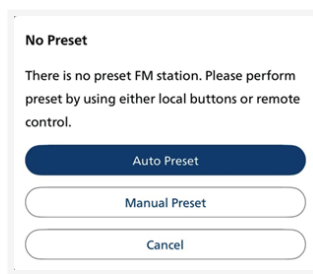 No Preset
There is no preset FM station. Please perform
preset by using either local buttons or remote
control.
Auto Preset
Manual Preset
Cancel